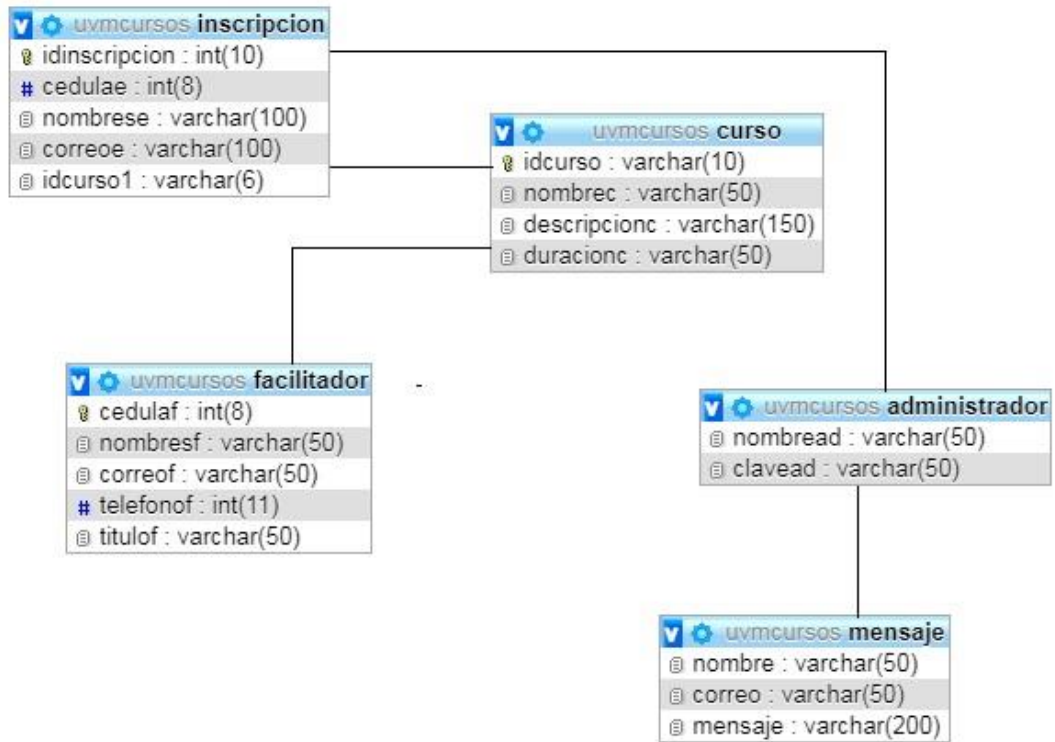 uvmcursos inscripcion
idinscripcion : int(10)
# cedulae : int(8)
nombrese : varchar(100)
correoe : varchar(100)
idcurso1 : varchar(6)
uvmcursos curso
idcurso : varchar(10)
nombrec : varchar(50)
descripcionc : varchar(150)
duracionc : varchar(50)
uvmcursos facilitador
cedulaf : int(8)
nombresf : varchar(50)
correof : varchar(50)
# telefonof : int(11)
titulof : varchar(50)
uvmcursos administrador
nombread : varchar(50)
clavead : varchar(50)
uvmcursos mensaje
nombre : varchar(50)
correo : varchar(50)
mensaje : varchar(200)